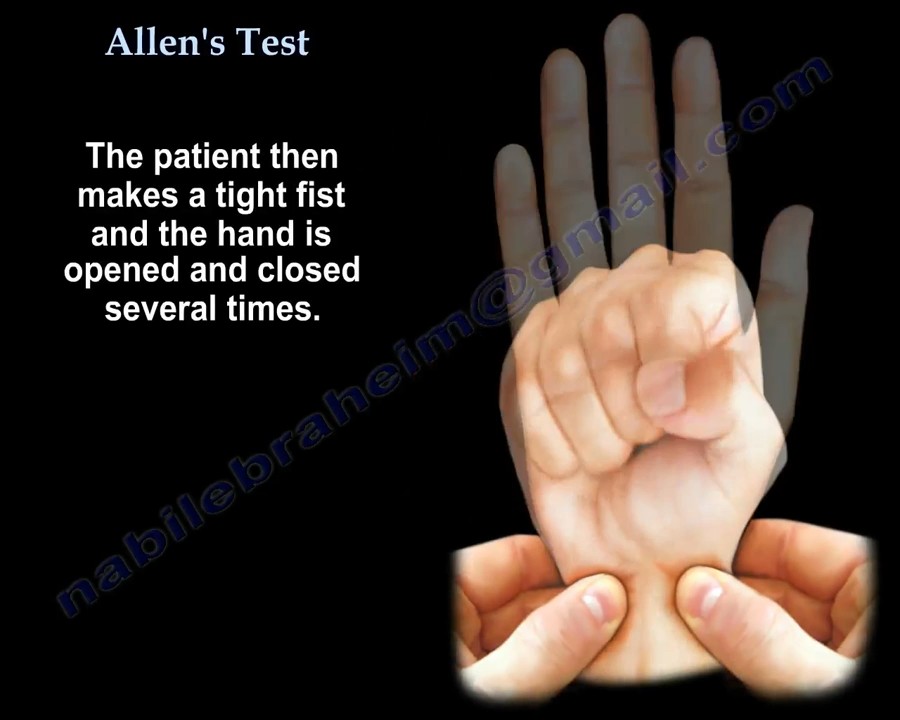 Allen's Test
The patient then
makes a tight fist
and the hand is
opened and closed
several times.
nabilebraheim@gmail.com